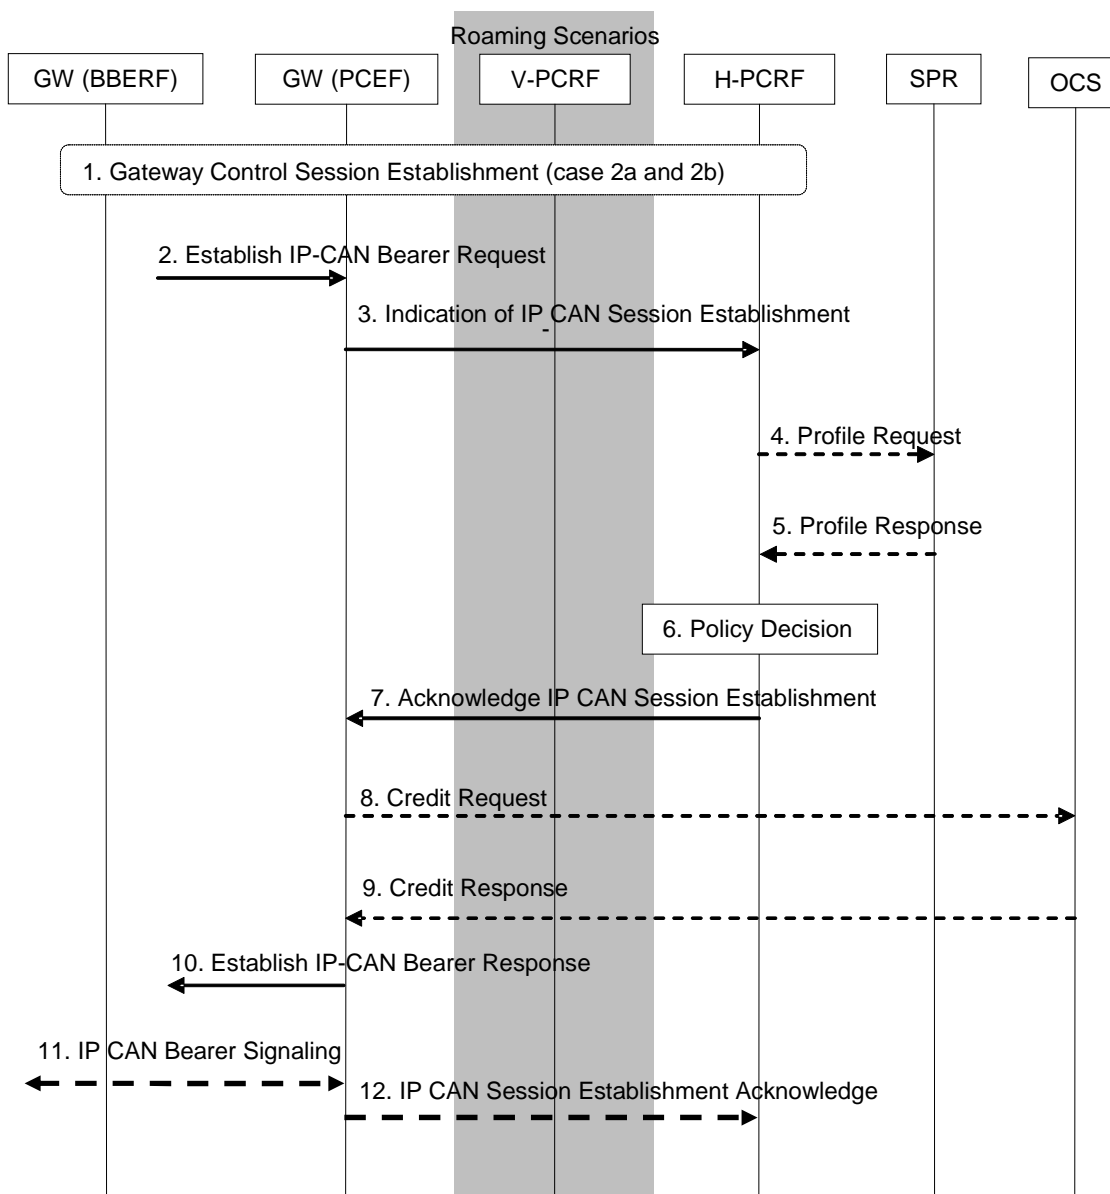 Roaming Scenarios
GW (BBERF)
GW (PCEF)
V-PCRF
H-PCRF
SPR
OCS
1. Gateway Control Session Establishment (case 2a and 2b)
2. Establish IP-CAN Bearer Request
3. Indication of IP_CAN Session Establishment
4. Profile Request
5. Profile Response
6. Policy Decision
7. Acknowledge IP CAN Session Establishment
8. Credit Request
9. Credit Response
10. Establish IP-CAN Bearer Response
11. IP CAN Bearer Signaling
12. IP CAN Session Establishment Acknowledge